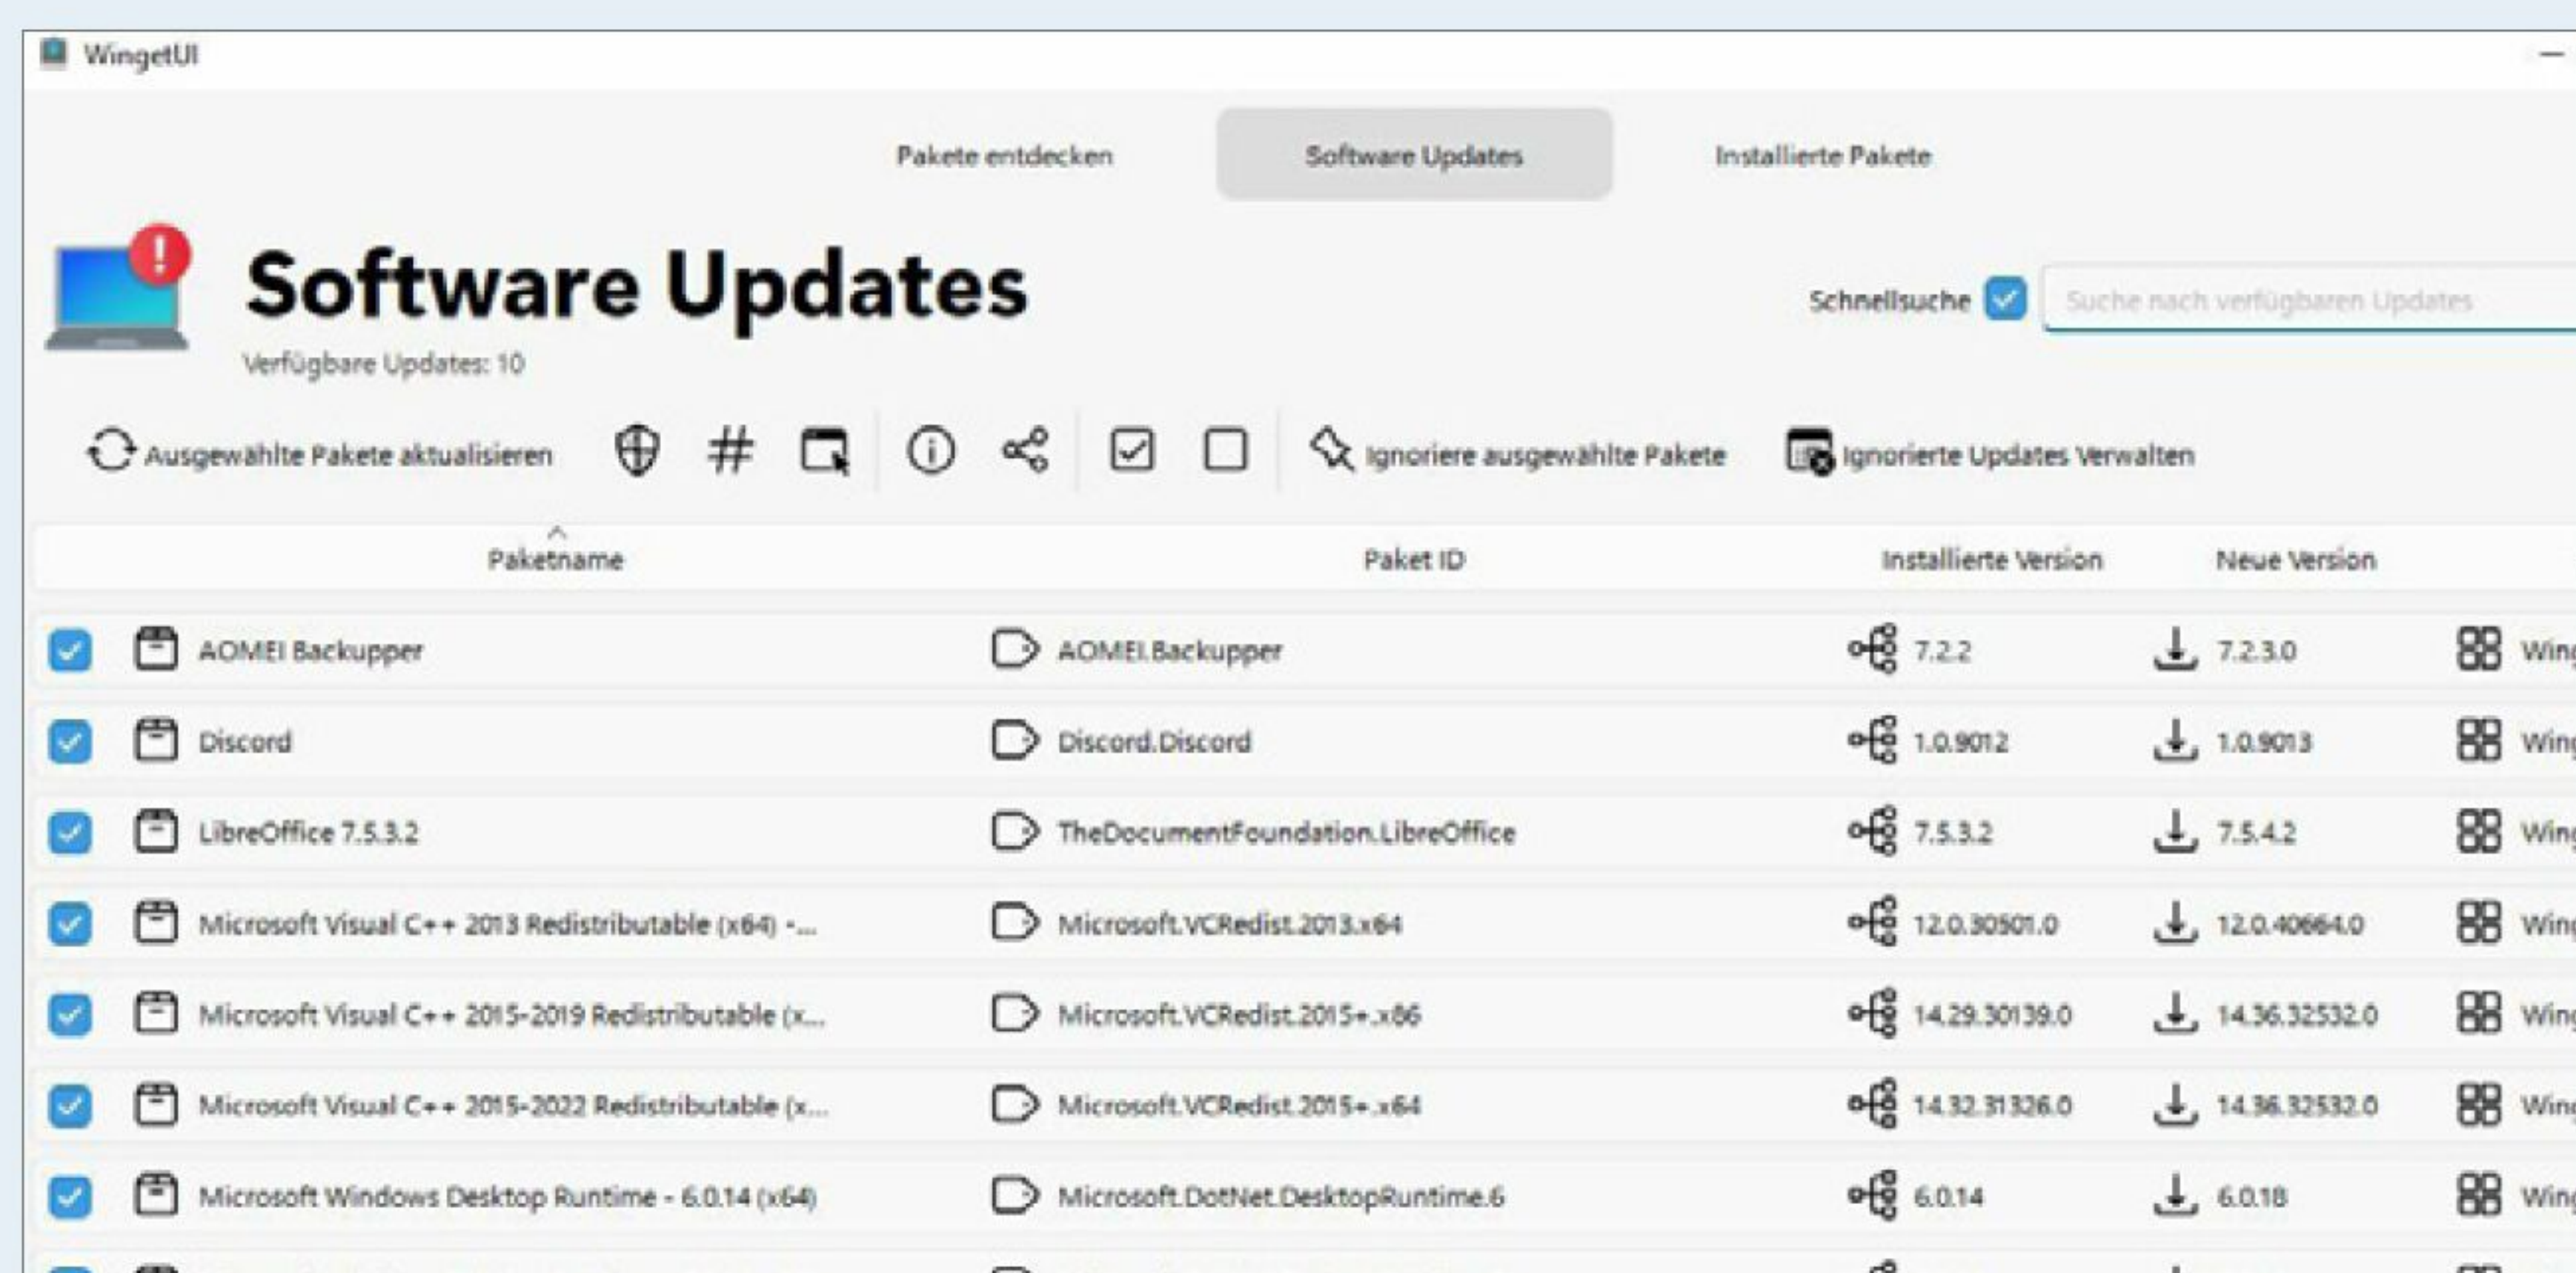 WingetUI
Pakete entdecken Software Updates Installierte Pakete
Software Updates
Schnellsuche Suche nach verfügbaren Updates
Verfügbare Updates: 10
Ausgewählte Pakete aktualisieren Ignoriere ausgewählte Pakete Ignorierte Updates Verwalten
Paketname Paket ID Installierte Version Neue Version
AOMEI Backupper AOMEI.Backupper 7.2.2 7.2.3.0 Wing
Discord Discord.Discord 1.0.9012 1.0.9013 Wing
LibreOffice 7.5.3.2 TheDocumentFoundation.LibreOffice 7.5.3.2 7.5.4.2 Wing
Microsoft Visual C++ 2013 Redistributable (x64) -... Microsoft.VCRedist.2013.x64 12.0.30501.0 12.0.40664.0 Wing
Microsoft Visual C++ 2015-2019 Redistributable (x... Microsoft.VCRedist.2015+.x86 14.29.30139.0 14.36.32532.0 Wing
Microsoft Visual C++ 2015-2022 Redistributable (x... Microsoft.VCRedist.2015+.x64 14.32.31326.0 14.36.32532.0 Wing
Microsoft Windows Desktop Runtime - 6.0.14 (x64) Microsoft.DotNet.DesktopRuntime.6 6.0.14 6.0.18 Wing